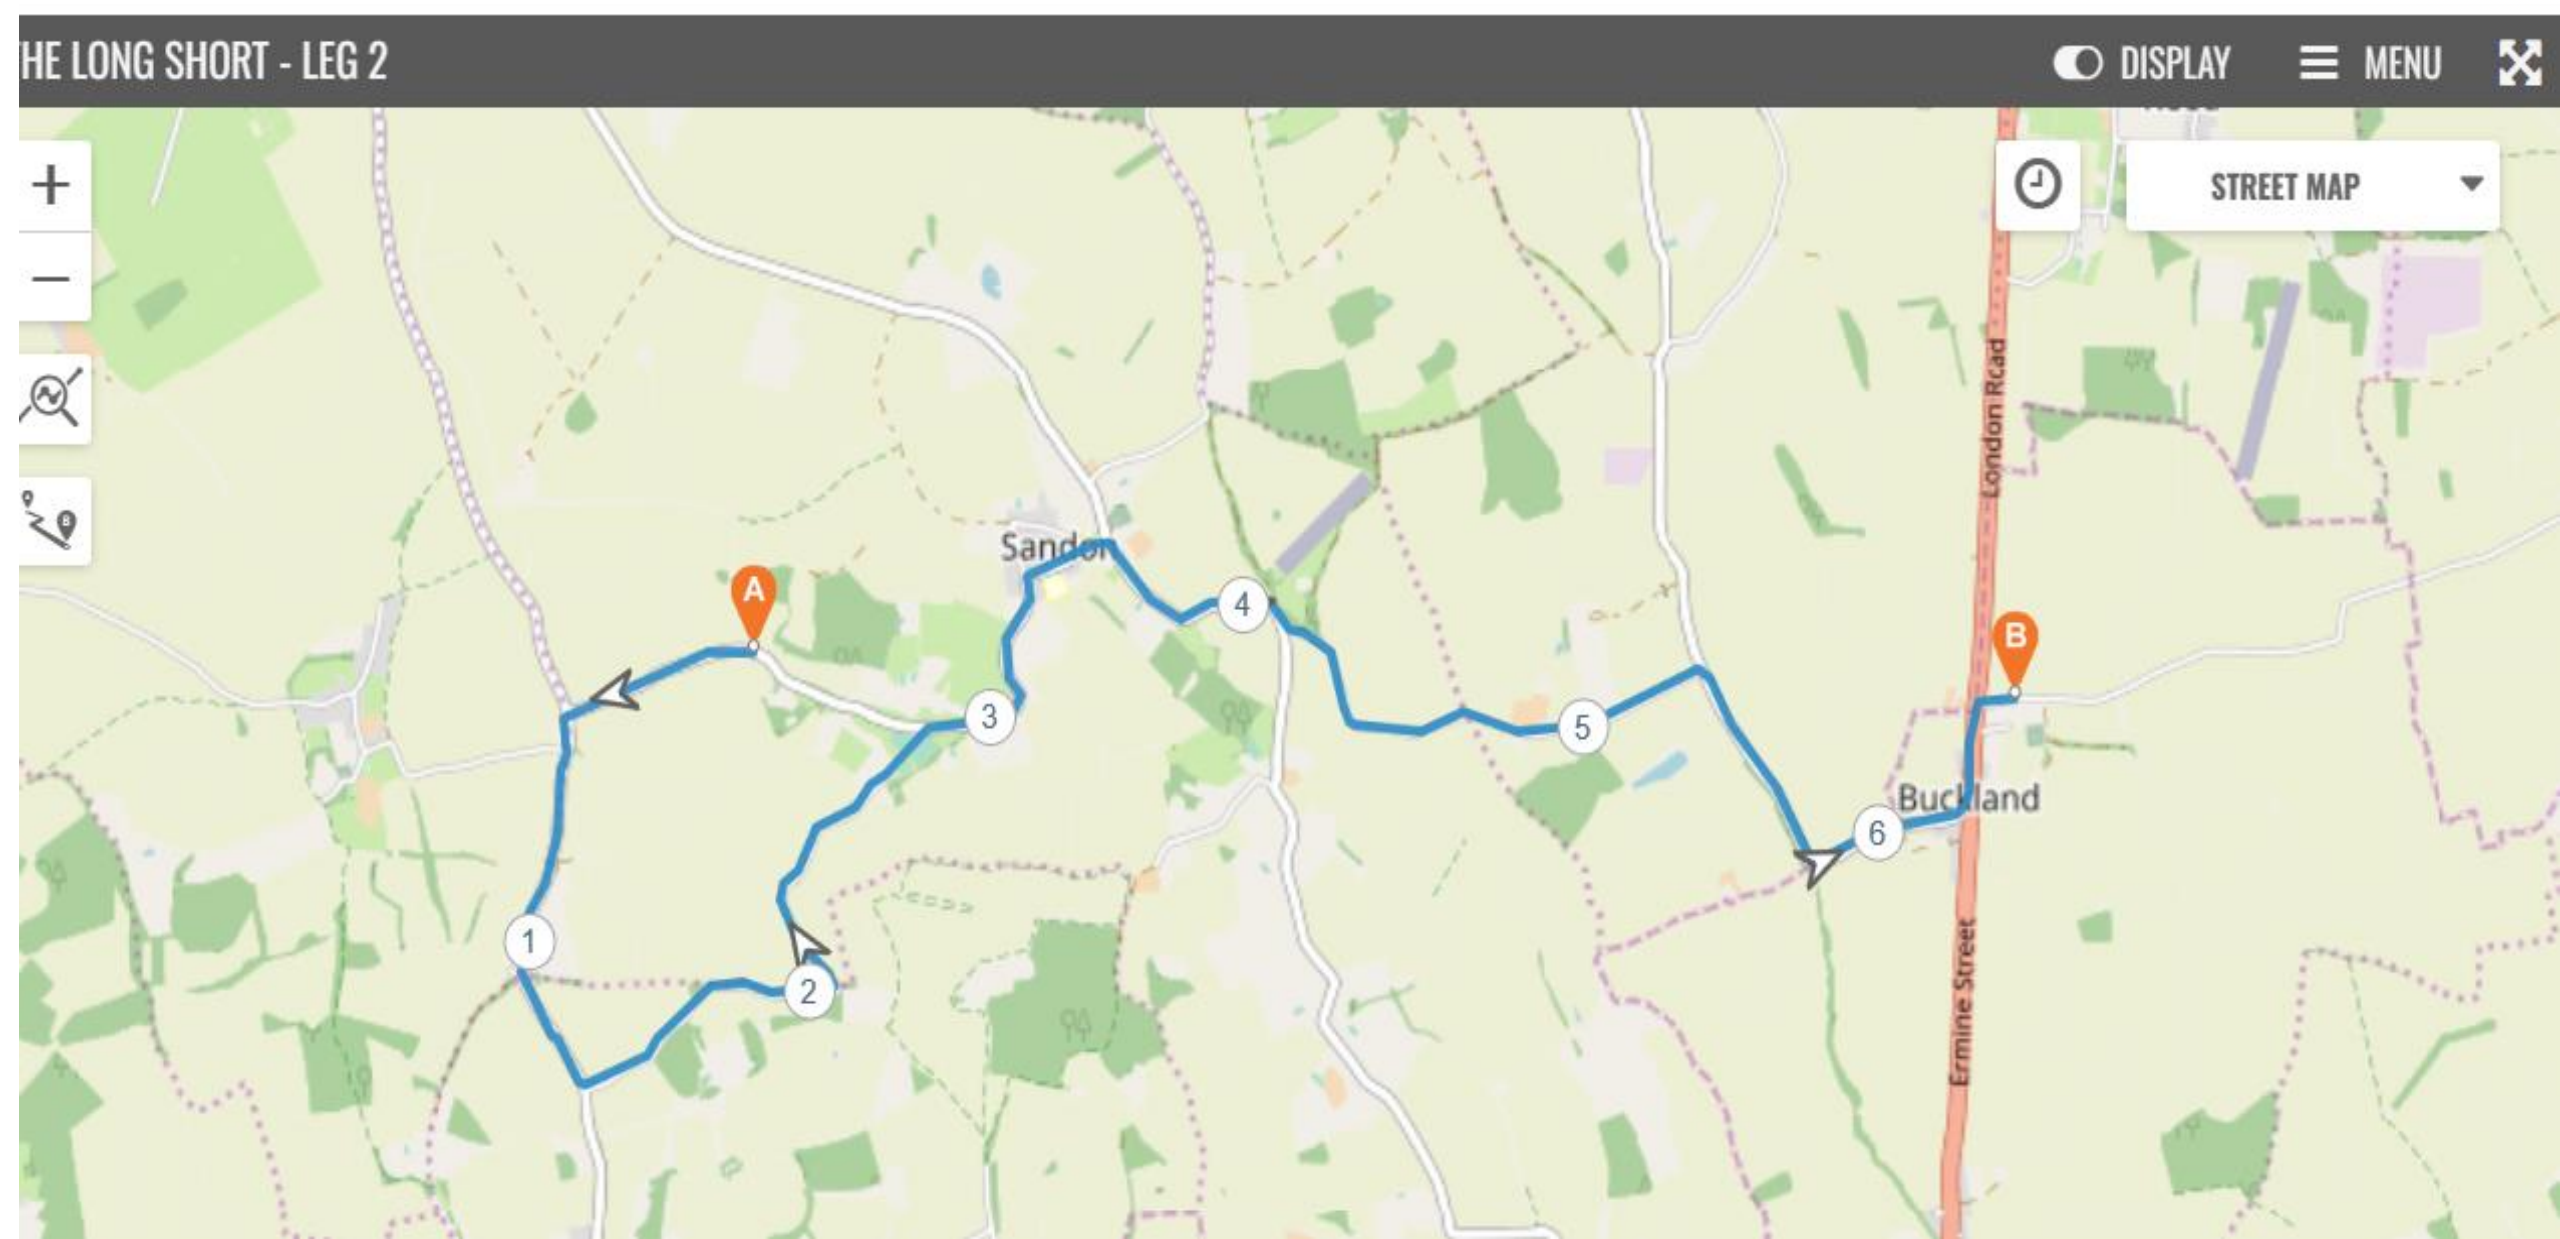 HE LONG SHORT - LEG 2
DISPLAY
MENU
+
−
STREET MAP
London Road
A
B
4
3
5
Buckland
6
1
2
Ermine Street